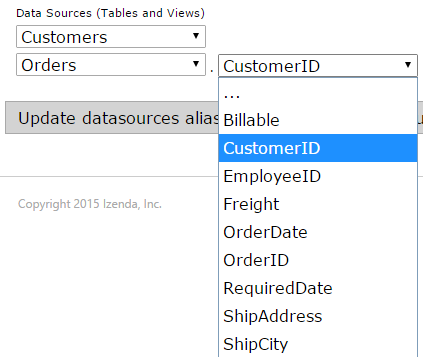 Data Sources (Tables and Views)
Customers
Orders . CustomerID
...
Billable
Update datasources alias
CustomerID
EmployeeID
Freight
Copyright 2015 Izenda, Inc.
OrderDate
OrderID
RequiredDate
ShipAddress
ShipCity